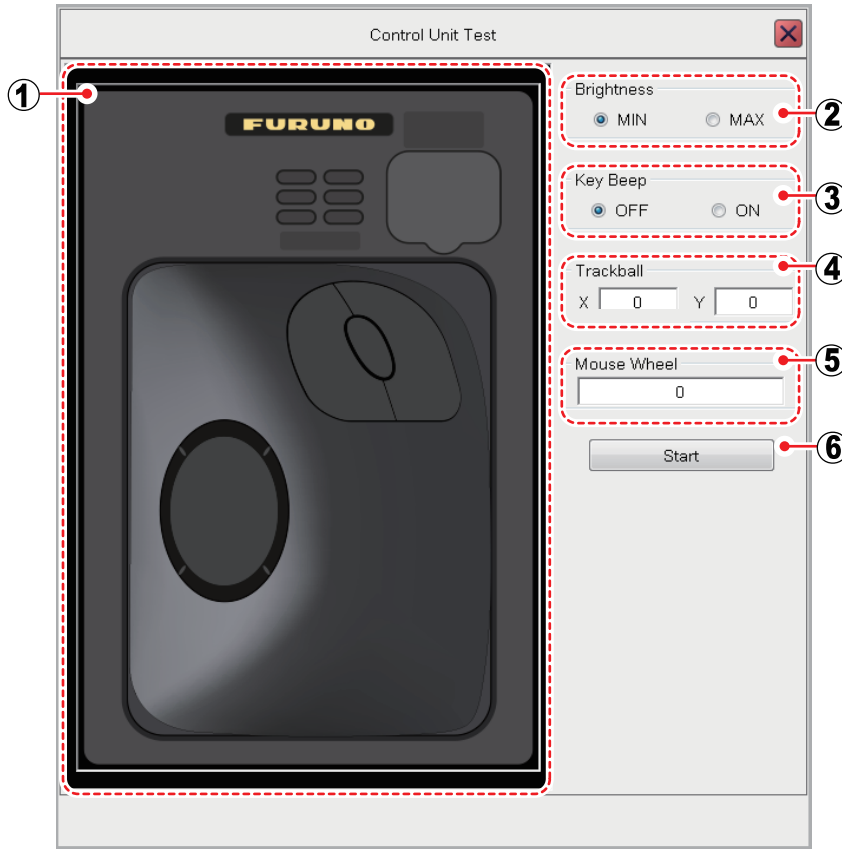 Control Unit Test
1
FURUNO
Brightness
MIN MAX
2
Key Beep
OFF ON
3
Trackball
X 0 Y 0
4
Mouse Wheel
0
5
Start
6